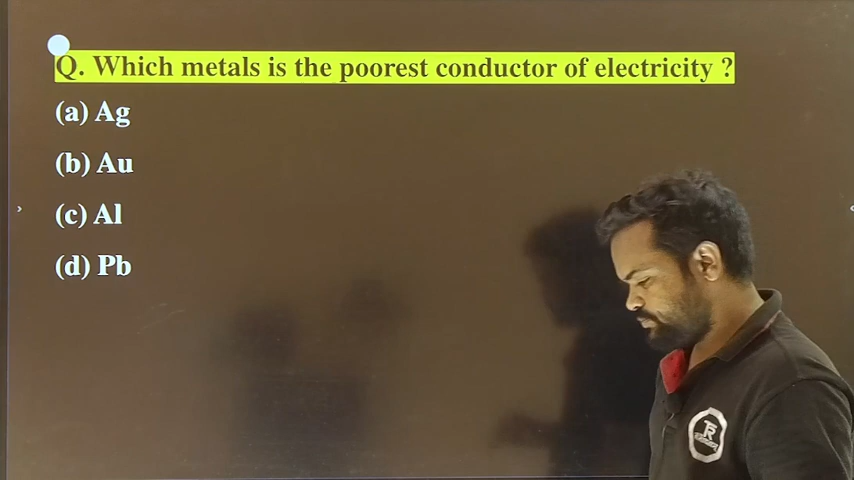 Q. Which metals is the poorest conductor of electricity ?
(a) Ag
(b) Au
(c) Al
(d) Pb